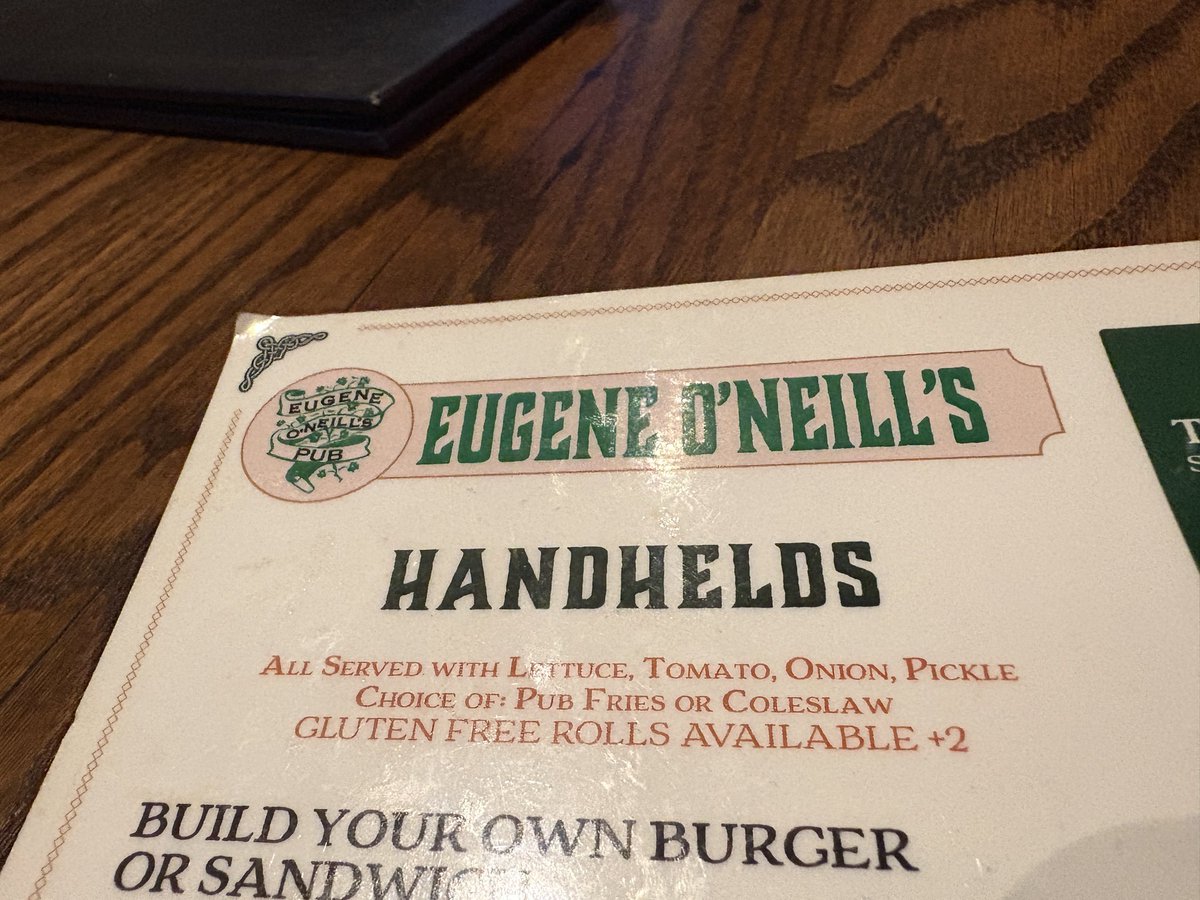 EUGENE
O'NEILL'S
PUB
EUGENE O'NEILL'S
HANDHELDS
ALL SERVED WITH LETTUCE, TOMATO, ONION, PICKLE
CHOICE OF: PUB FRIES OR COLESLAW
GLUTEN FREE ROLLS AVAILABLE +2
BUILD YOUR OWN BURGER
OR SANDWICH